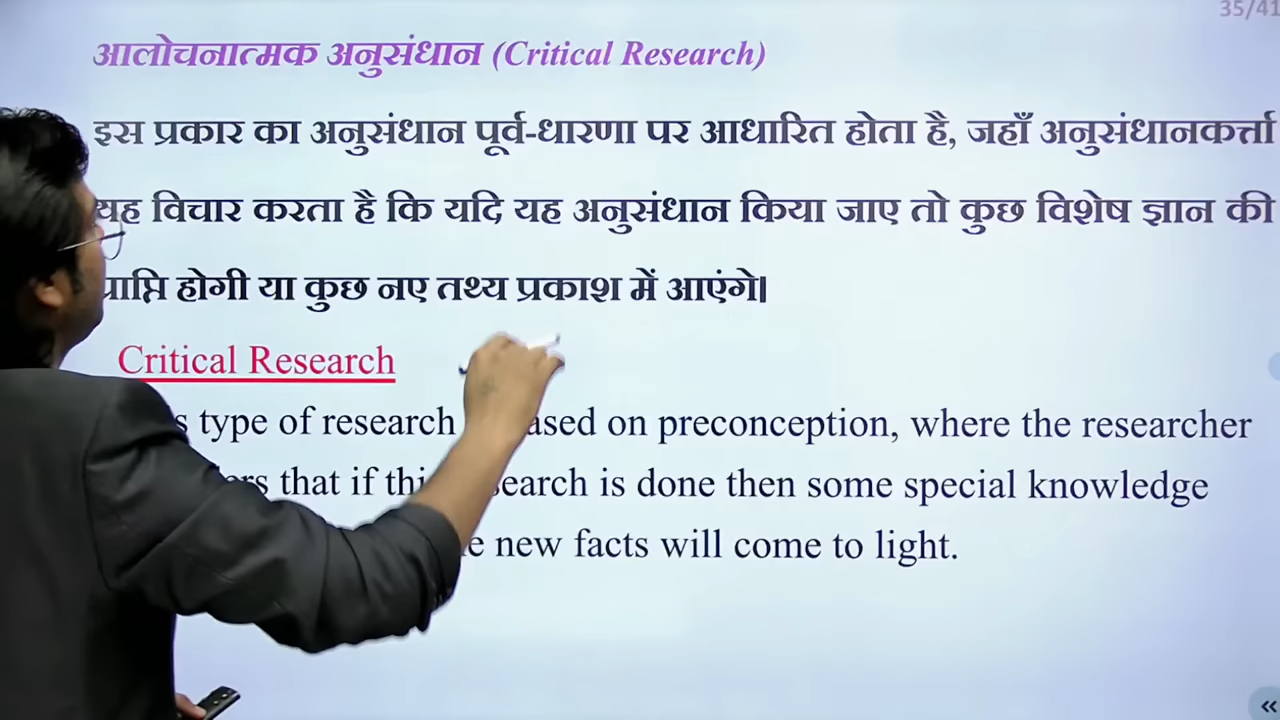 35/41
आलोचनात्मक अनुसंधान (Critical Research)
इस प्रकार का अनुसंधान पूर्व-धारणा पर आधारित होता है, जहाँ अनुसंधानकर्त्ता
यह विचार करता है कि यदि यह अनुसंधान किया जाए तो कुछ विशेष ज्ञान की
होगी या कुछ नए तथ्य प्रकाश में आएंगे।
Critical Research
type of research on preconception, where the researcher
that if is done then some special knowledge
new facts will come to light.